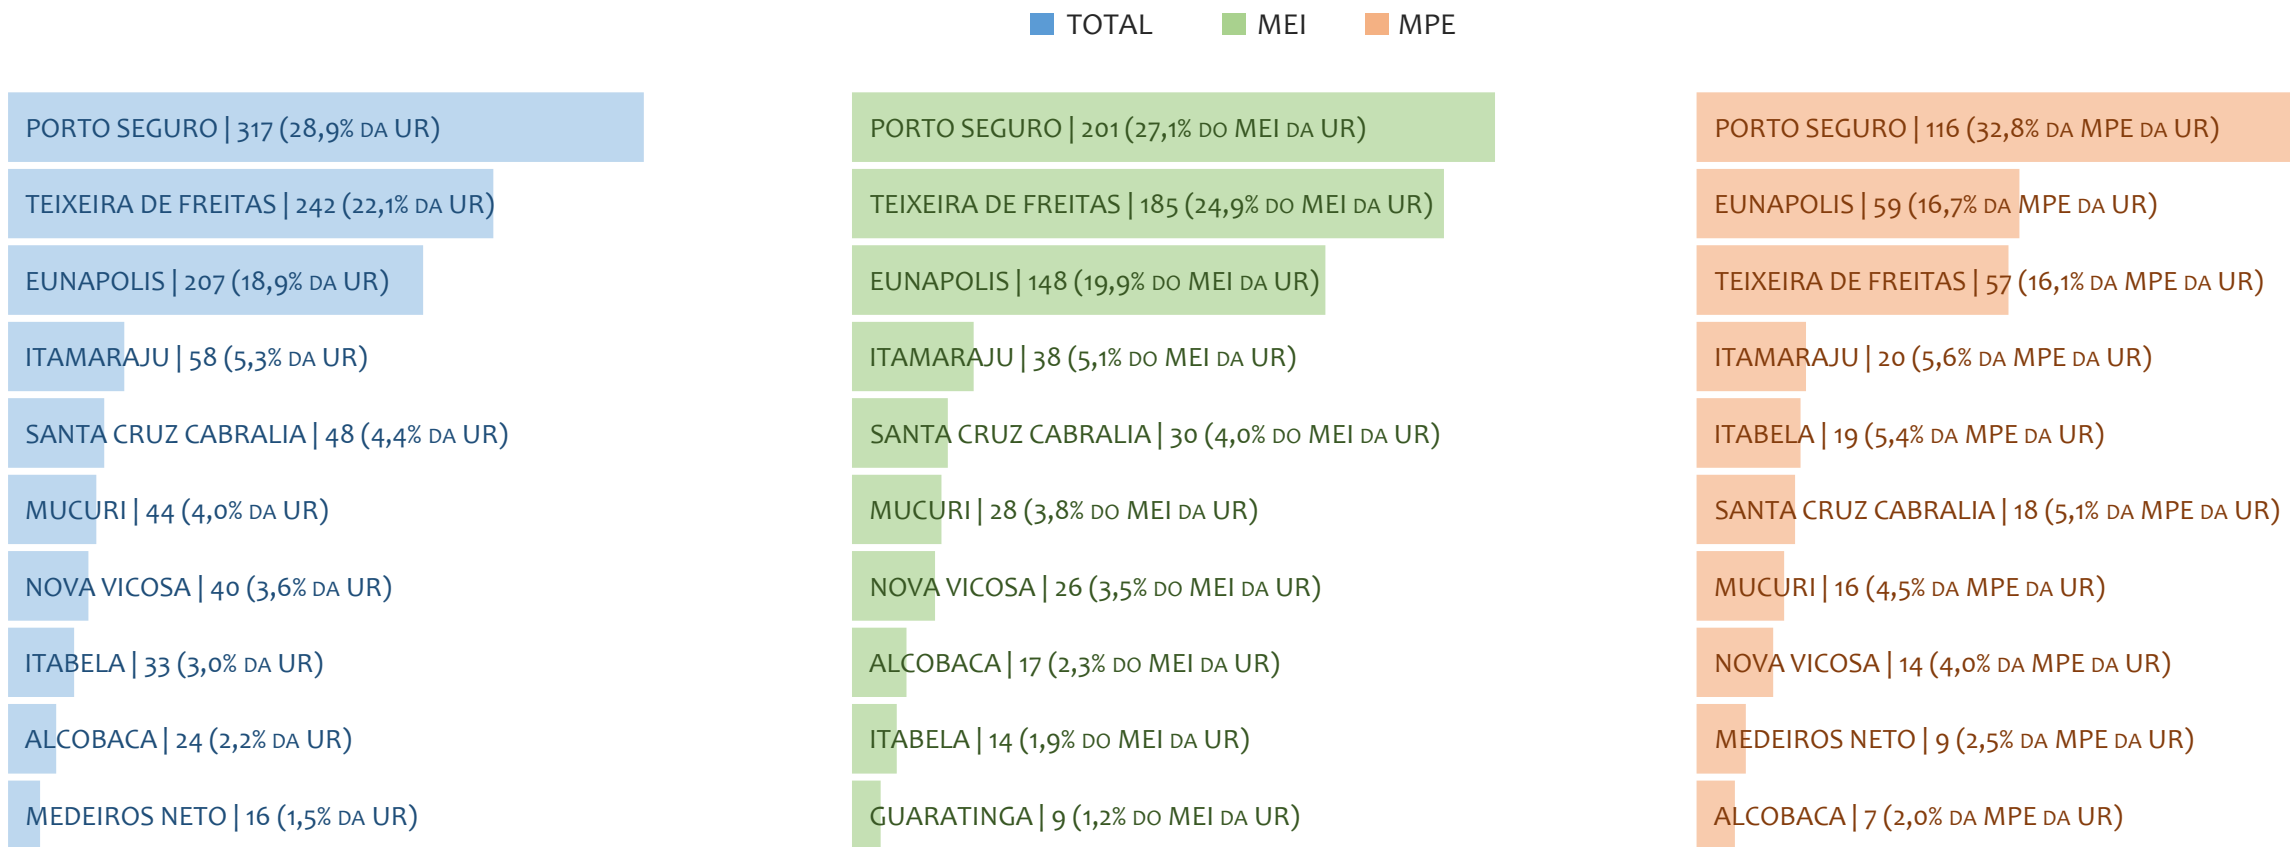 TOTAL MEI MPE
PORTO SEGURO | 317 (28,9% DA UR)
TEIXEIRA DE FREITAS | 242 (22,1% DA UR)
EUNAPOLIS | 207 (18,9% DA UR)
ITAMARAJU | 58 (5,3% DA UR)
SANTA CRUZ CABRALIA | 48 (4,4% DA UR)
MUCURI | 44 (4,0% DA UR)
NOVA VICOSA | 40 (3,6% DA UR)
ITABELA | 33 (3,0% DA UR)
ALCOBACA | 24 (2,2% DA UR)
MEDEIROS NETO | 16 (1,5% DA UR)
PORTO SEGURO | 201 (27,1% DO MEI DA UR)
TEIXEIRA DE FREITAS | 185 (24,9% DO MEI DA UR)
EUNAPOLIS | 148 (19,9% DO MEI DA UR)
ITAMARAJU | 38 (5,1% DO MEI DA UR)
SANTA CRUZ CABRALIA | 30 (4,0% DO MEI DA UR)
MUCURI | 28 (3,8% DO MEI DA UR)
NOVA VICOSA | 26 (3,5% DO MEI DA UR)
ALCOBACA | 17 (2,3% DO MEI DA UR)
ITABELA | 14 (1,9% DO MEI DA UR)
GUARATINGA | 9 (1,2% DO MEI DA UR)
PORTO SEGURO | 116 (32,8% DA MPE DA UR)
EUNAPOLIS | 59 (16,7% DA MPE DA UR)
TEIXEIRA DE FREITAS | 57 (16,1% DA MPE DA UR)
ITAMARAJU | 20 (5,6% DA MPE DA UR)
ITABELA | 19 (5,4% DA MPE DA UR)
SANTA CRUZ CABRALIA | 18 (5,1% DA MPE DA UR)
MUCURI | 16 (4,5% DA MPE DA UR)
NOVA VICOSA | 14 (4,0% DA MPE DA UR)
MEDEIROS NETO | 9 (2,5% DA MPE DA UR)
ALCOBACA | 7 (2,0% DA MPE DA UR)